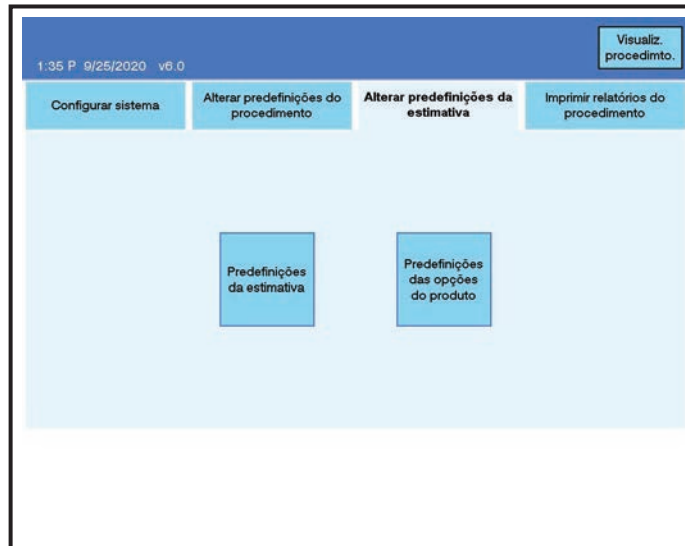 Visualiz.
procedimto.
1:35 P 9/25/2020 v6.0
Configurar sistema
Alterar predefinições do
procedimento
Alterar predefinições da
estimativa
Imprimir relatórios do
procedimento
Predefinições
da estimativa
Predefinições
das opções
do produto